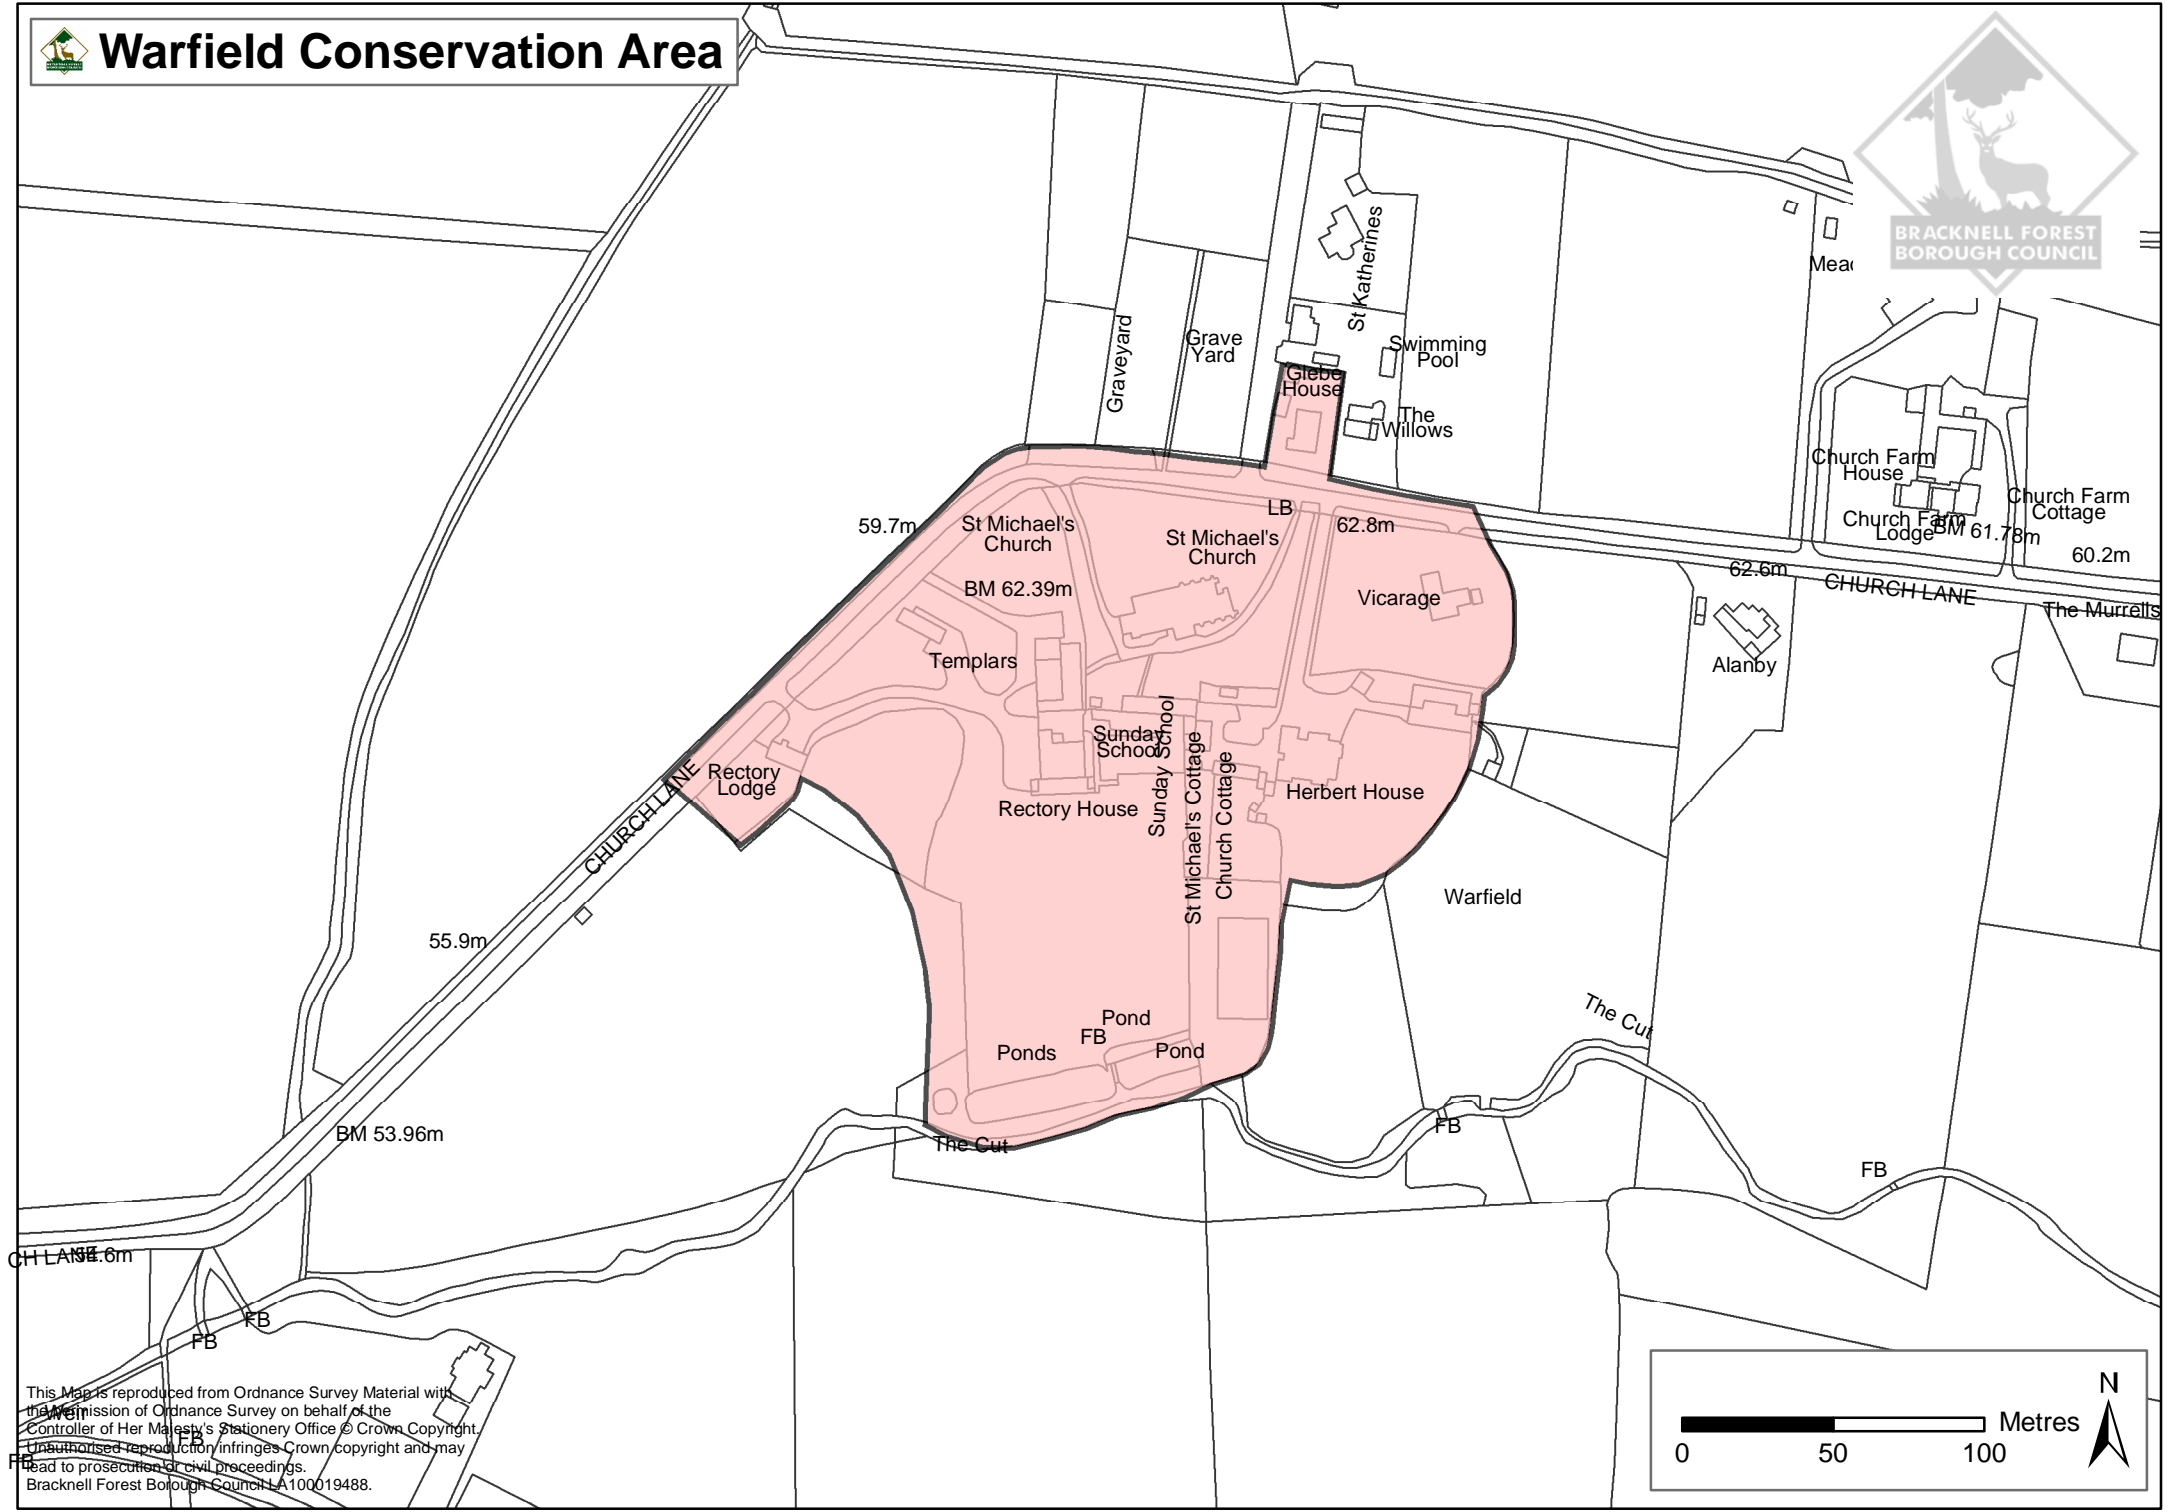 Warfield Conservation Area
BRACKNELL FOREST
BOROUGH COUNCIL
St Katherines
Graveyard
Grave
Yard
Swimming
Pool
Glebe
House
The
Willows
Church Farm
House
Church Farm
Lodge
BM 61.78m
Church Farm
Cottage
60.2m
59.7m
St Michael's
Church
St Michael's
Church
LB
62.8m
62.6m
CHURCH LANE
The Murrells
BM 62.39m
Vicarage
Templars
Alanby
Sunday
School
Sunday School
St Michael's Cottage
Church Cottage
Rectory
Lodge
Rectory House
Herbert House
CHURCH LANE
Warfield
55.9m
The Cut
Pond
FB
Ponds
Pond
BM 53.96m
The Cut
FB
FB
CH LANE
54.6m
FB
FB
Weir
FB
FB
This Map is reproduced from Ordnance Survey Material with
the Permission of Ordnance Survey on behalf of the
Controller of Her Majesty's Stationery Office © Crown Copyright.
Unauthorised reproduction infringes Crown copyright and may
lead to prosecution or civil proceedings.
Bracknell Forest Borough Council LA100019488.
N
Metres
0 50 100